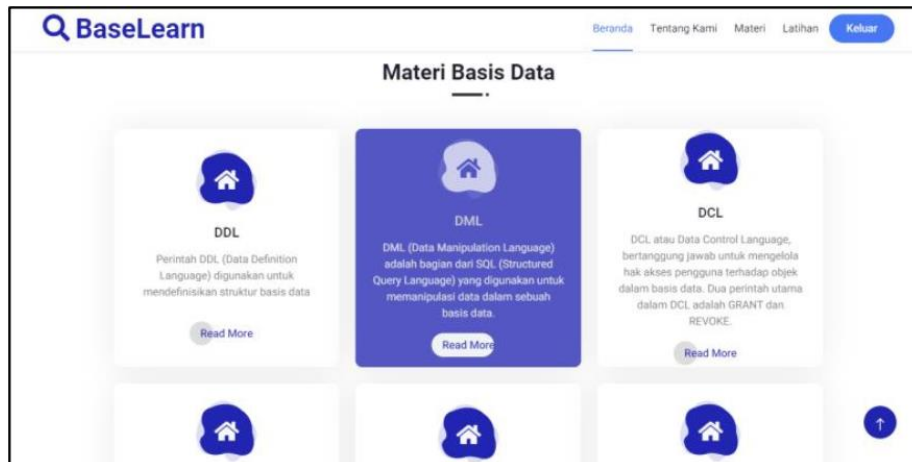 BaseLearn
Beranda Tentang Kami Materi Latihan Keluar
Materi Basis Data
DDL
Perintah DDL (Data Definition
Language) digunakan untuk
mendefinisikan struktur basis data
Read More
DML
DML (Data Manipulation Language)
adalah bagian dari SQL (Structured
Query Language) yang digunakan untuk
memanipulasi data dalam sebuah
basis data.
Read More
DCL
DCL atau Data Control Language,
bertanggung jawab untuk mengelola
hak akses pengguna terhadap objek
dalam basis data. Dua perintah utama
dalam DCL adalah GRANT dan
REVOKE.
Read More